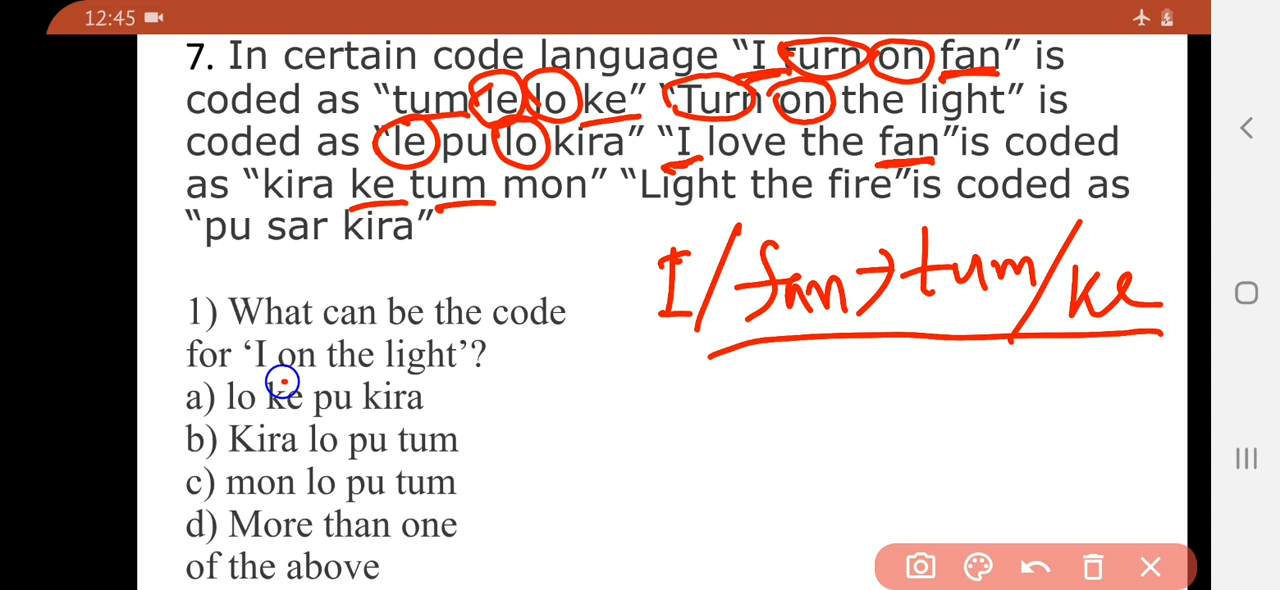 12:45
7. In certain code language “I turn on fan” is
coded as “tum le lo ke” “Turn on the light” is
coded as “le pu lo kira” “I love the fan”is coded
as “kira ke tum mon” “Light the fire”is coded as
“pu sar kira”
I/fan→tum/ke
1) What can be the code
for ‘I on the light’?
a) lo ke pu kira
b) Kira lo pu tum
c) mon lo pu tum
d) More than one
of the above